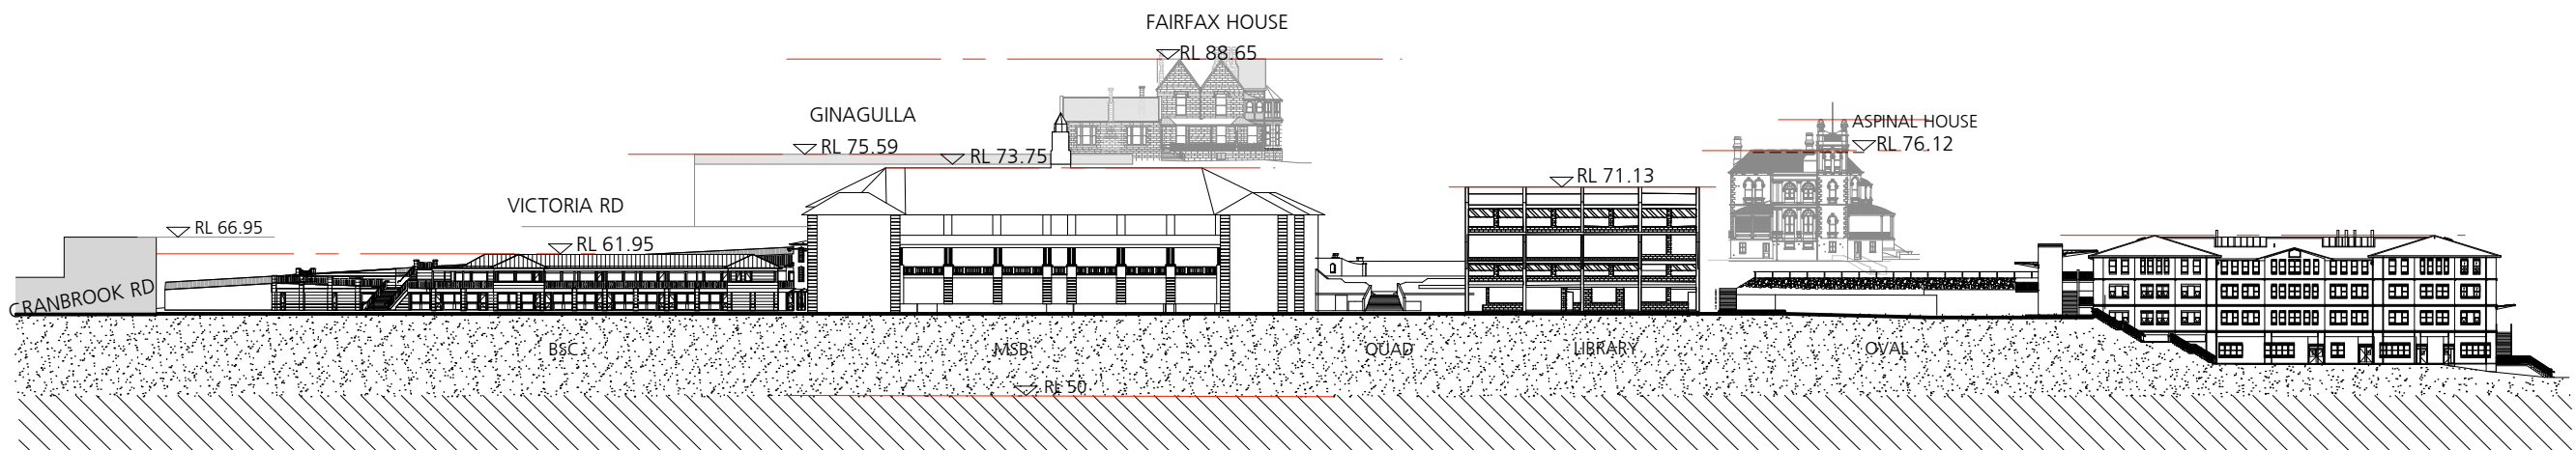 FAIRFAX HOUSE
RL 88.65
GINAGULLA
RL 75.59
RL 73.75
ASPINAL HOUSE
RL 76.12
RL 71.13
VICTORIA RD
RL 66.95
RL 61.95
CRANBROOK RD
BSC
MSB
QUAD
LIBRARY
OVAL
RL 50